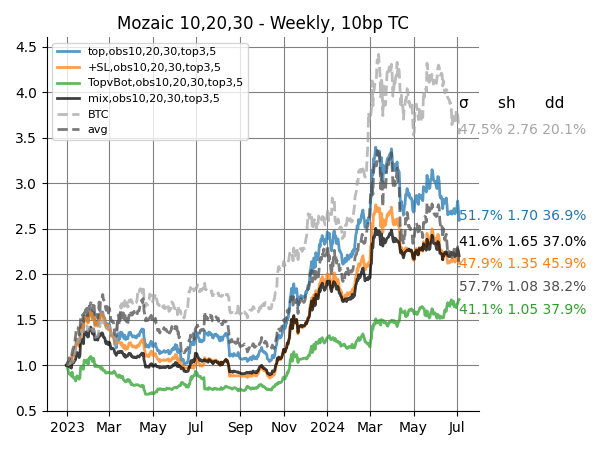 Mozaic 10,20,30 - Weekly, 10bp TC
4.5
4.0
3.5
3.0
2.5
2.0
1.5
1.0
0.5
top,obs10,20,30,top3,5
+SL,obs10,20,30,top3,5
TopvBot,obs10,20,30,top3,5
mix,obs10,20,30,top3,5
BTC
avg
σ sh dd
47.5% 2.76 20.1%
51.7% 1.70 36.9%
41.6% 1.65 37.0%
47.9% 1.35 45.9%
57.7% 1.08 38.2%
41.1% 1.05 37.9%
2023 Mar May Jul Sep Nov 2024 Mar May Jul